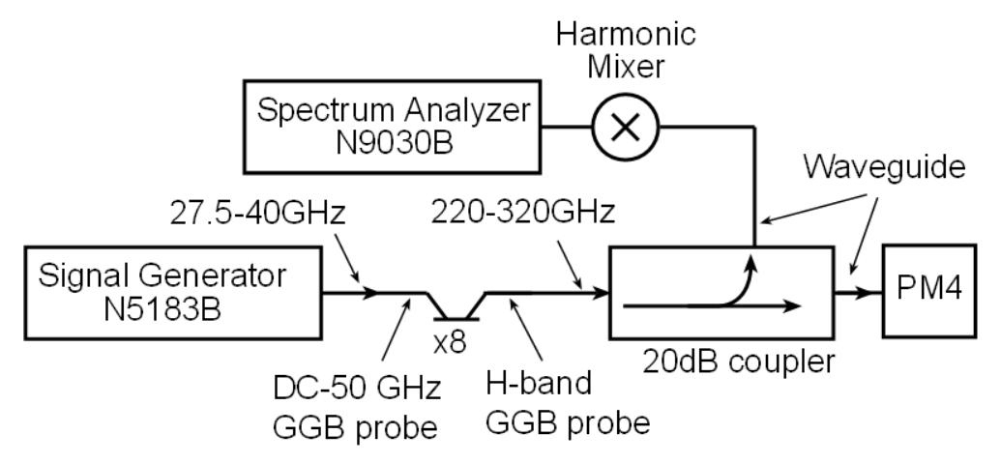 Harmonic
Mixer
Spectrum Analyzer
N9030B
Waveguide
27.5-40GHz
220-320GHz
Signal Generator
N5183B
PM4
x8
20dB coupler
DC-50 GHz
GGB probe
H-band
GGB probe